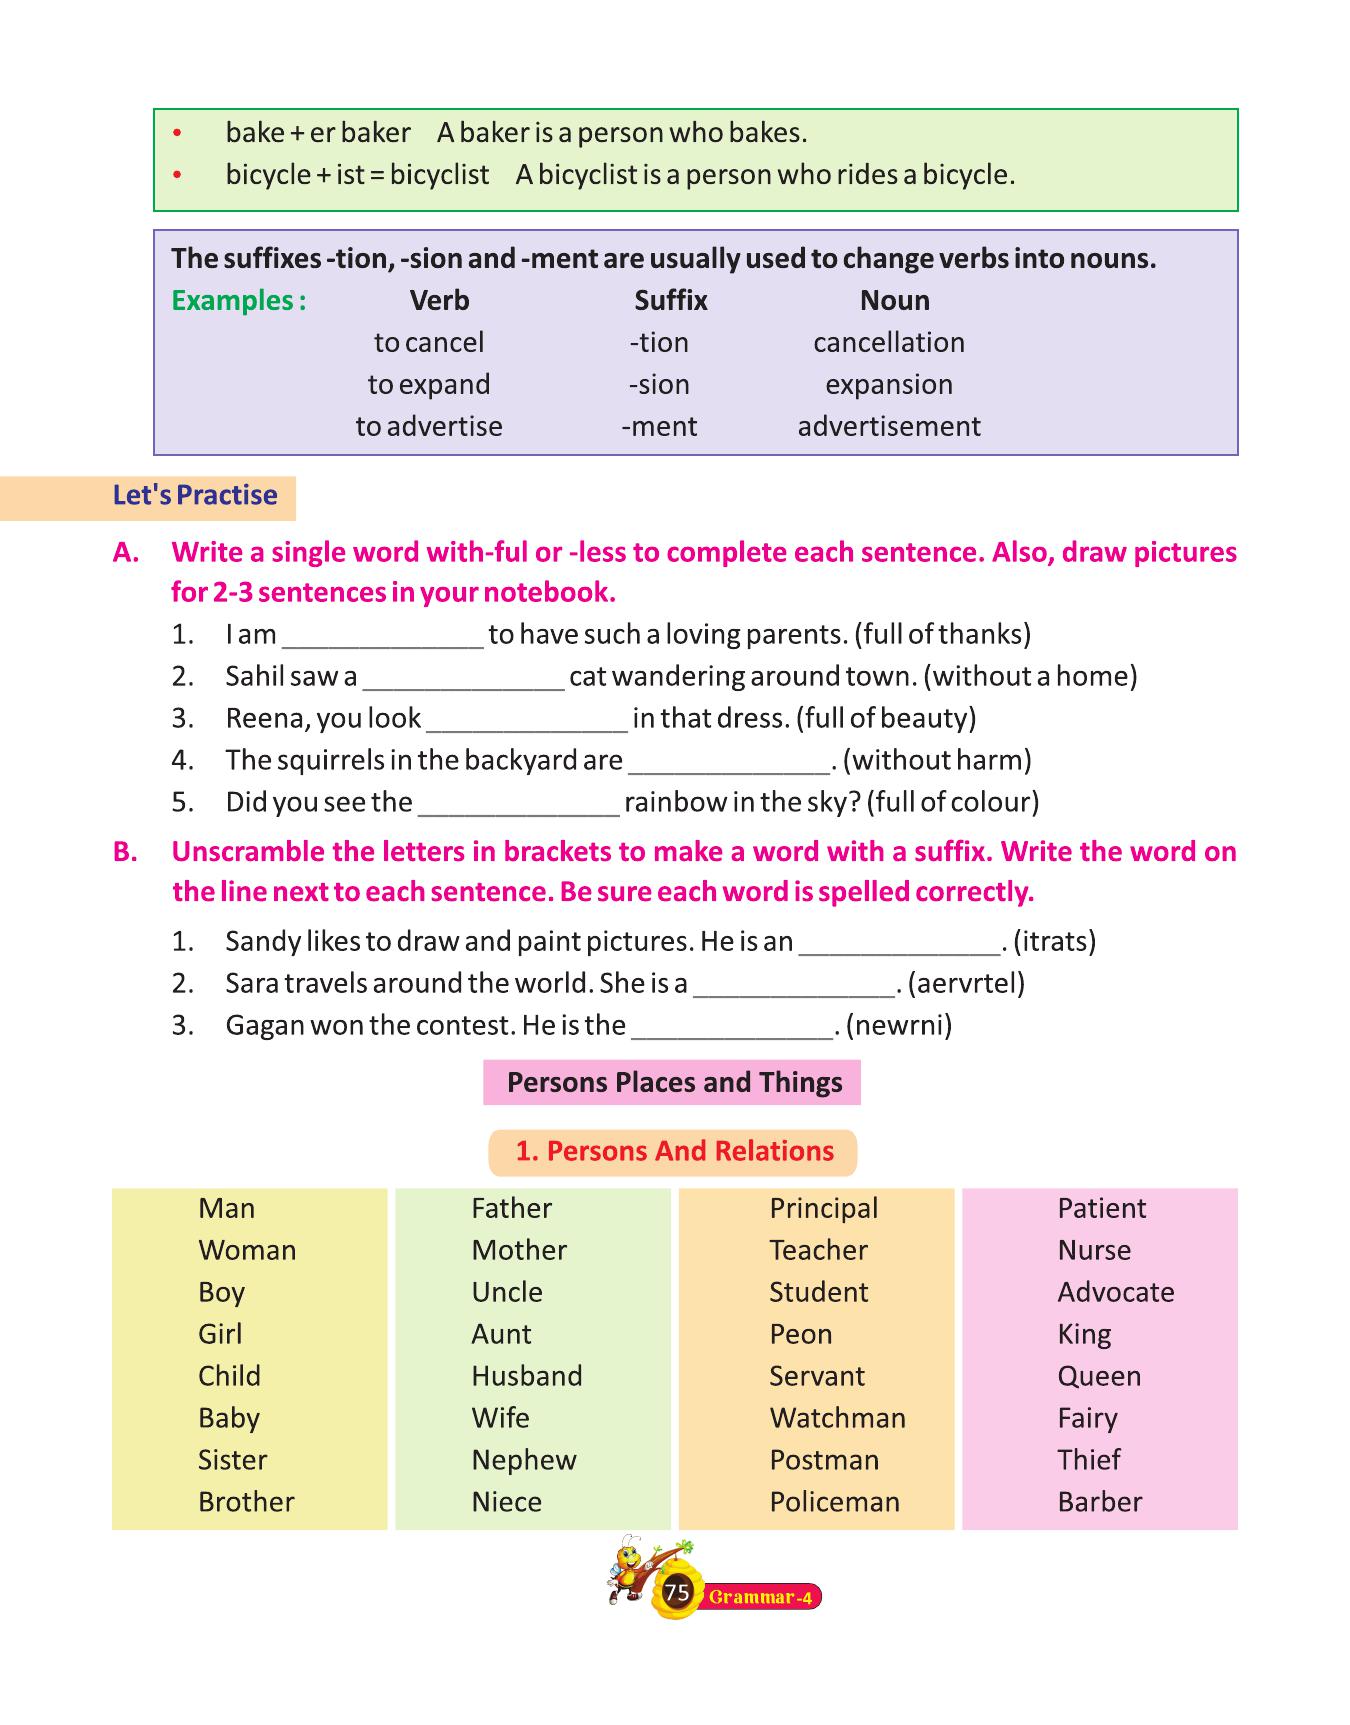 • bake + er baker A baker is a person who bakes.
• bicycle + ist = bicyclist A bicyclist is a person who rides a bicycle.
The suffixes -tion, -sion and -ment are usually used to change verbs into nouns.
Examples : Verb Suffix Noun
to cancel -tion cancellation
to expand -sion expansion
to advertise -ment advertisement
Let's Practise
A. Write a single word with-ful or -less to complete each sentence. Also, draw pictures
for 2-3 sentences in your notebook.
1. I am _____________ to have such a loving parents. (full of thanks)
2. Sahil saw a _____________ cat wandering around town. (without a home)
3. Reena, you look _____________ in that dress. (full of beauty)
4. The squirrels in the backyard are _____________. (without harm)
5. Did you see the _____________ rainbow in the sky? (full of colour)
B. Unscramble the letters in brackets to make a word with a suffix. Write the word on
the line next to each sentence. Be sure each word is spelled correctly.
1. Sandy likes to draw and paint pictures. He is an _____________. (itrats)
2. Sara travels around the world. She is a _____________. (aervrtel)
3. Gagan won the contest. He is the _____________. (newrni)
Persons Places and Things
1. Persons And Relations
Man Father Principal Patient
Woman Mother Teacher Nurse
Boy Uncle Student Advocate
Girl Aunt Peon King
Child Husband Servant Queen
Baby Wife Watchman Fairy
Sister Nephew Postman Thief
Brother Niece Policeman Barber
75 Grammar-4